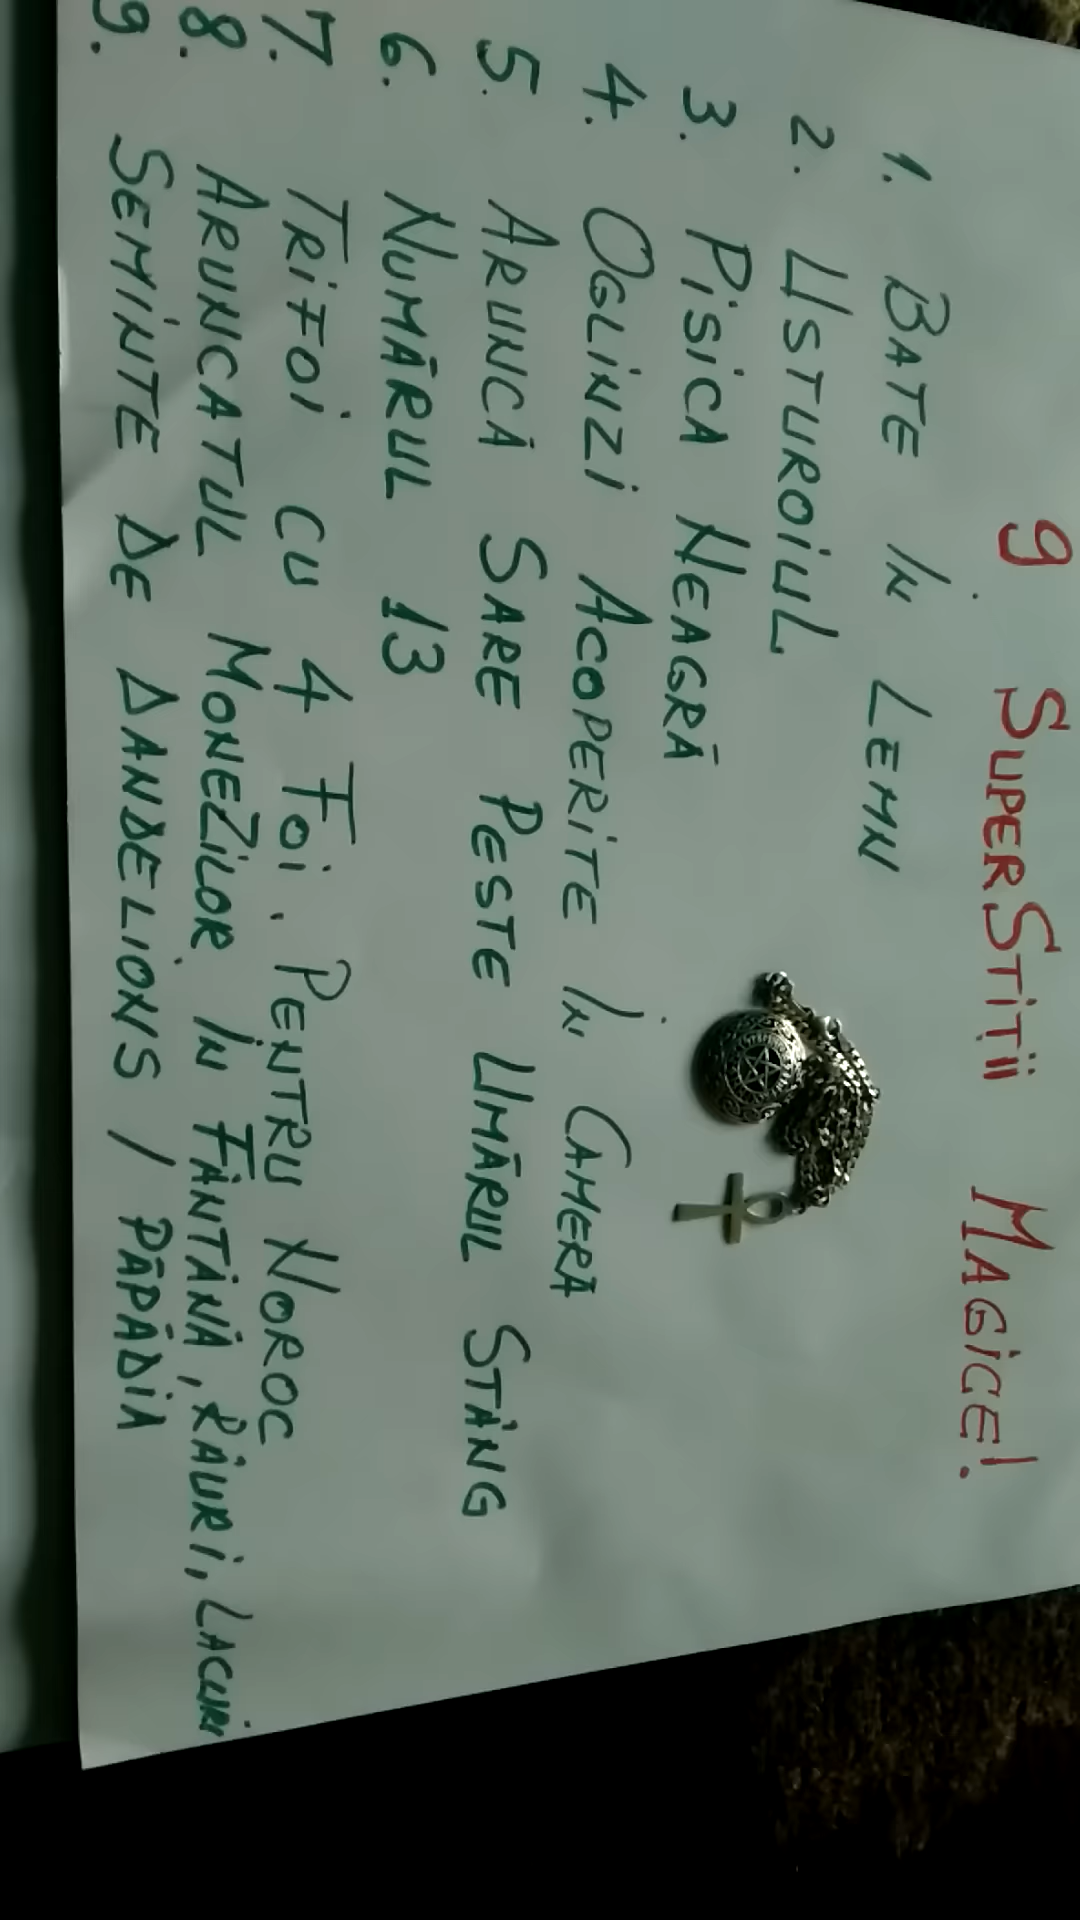 9 SUPERSTIȚII MAGICE!
1. BATE ÎN LEMN
2. USTUROIUL
3. PISICA NEAGRĂ
4. OGLINZI ACOPERITE ÎN CAMERĂ
5. ARUNCĂ SARE PESTE UMĂRUL STÂNG
6. NUMĂRUL 13
7. TRIFOI CU 4 FOI. PENTRU NOROC
8. ARUNCATUL MONEZILOR ÎN FÂNTÂNĂ, RÂURI, LACURI
9. SEMINTE DE DANDELIONS / PĂPĂDIA